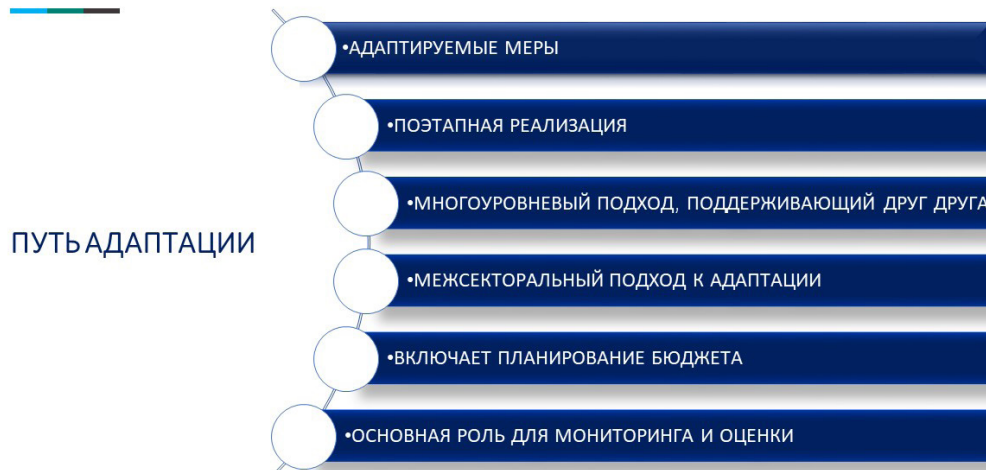 ПУТЬ АДАПТАЦИИ
•АДАПТИРУЕМЫЕ МЕРЫ
•ПОЭТАПНАЯ РЕАЛИЗАЦИЯ
•МНОГОУРОВНЕВЫЙ ПОДХОД, ПОДДЕРЖИВАЮЩИЙ ДРУГ ДРУГА
•МЕЖСЕКТОРАЛЬНЫЙ ПОДХОД К АДАПТАЦИИ
•ВКЛЮЧАЕТ ПЛАНИРОВАНИЕ БЮДЖЕТА
•ОСНОВНАЯ РОЛЬ ДЛЯ МОНИТОРИНГА И ОЦЕНКИ